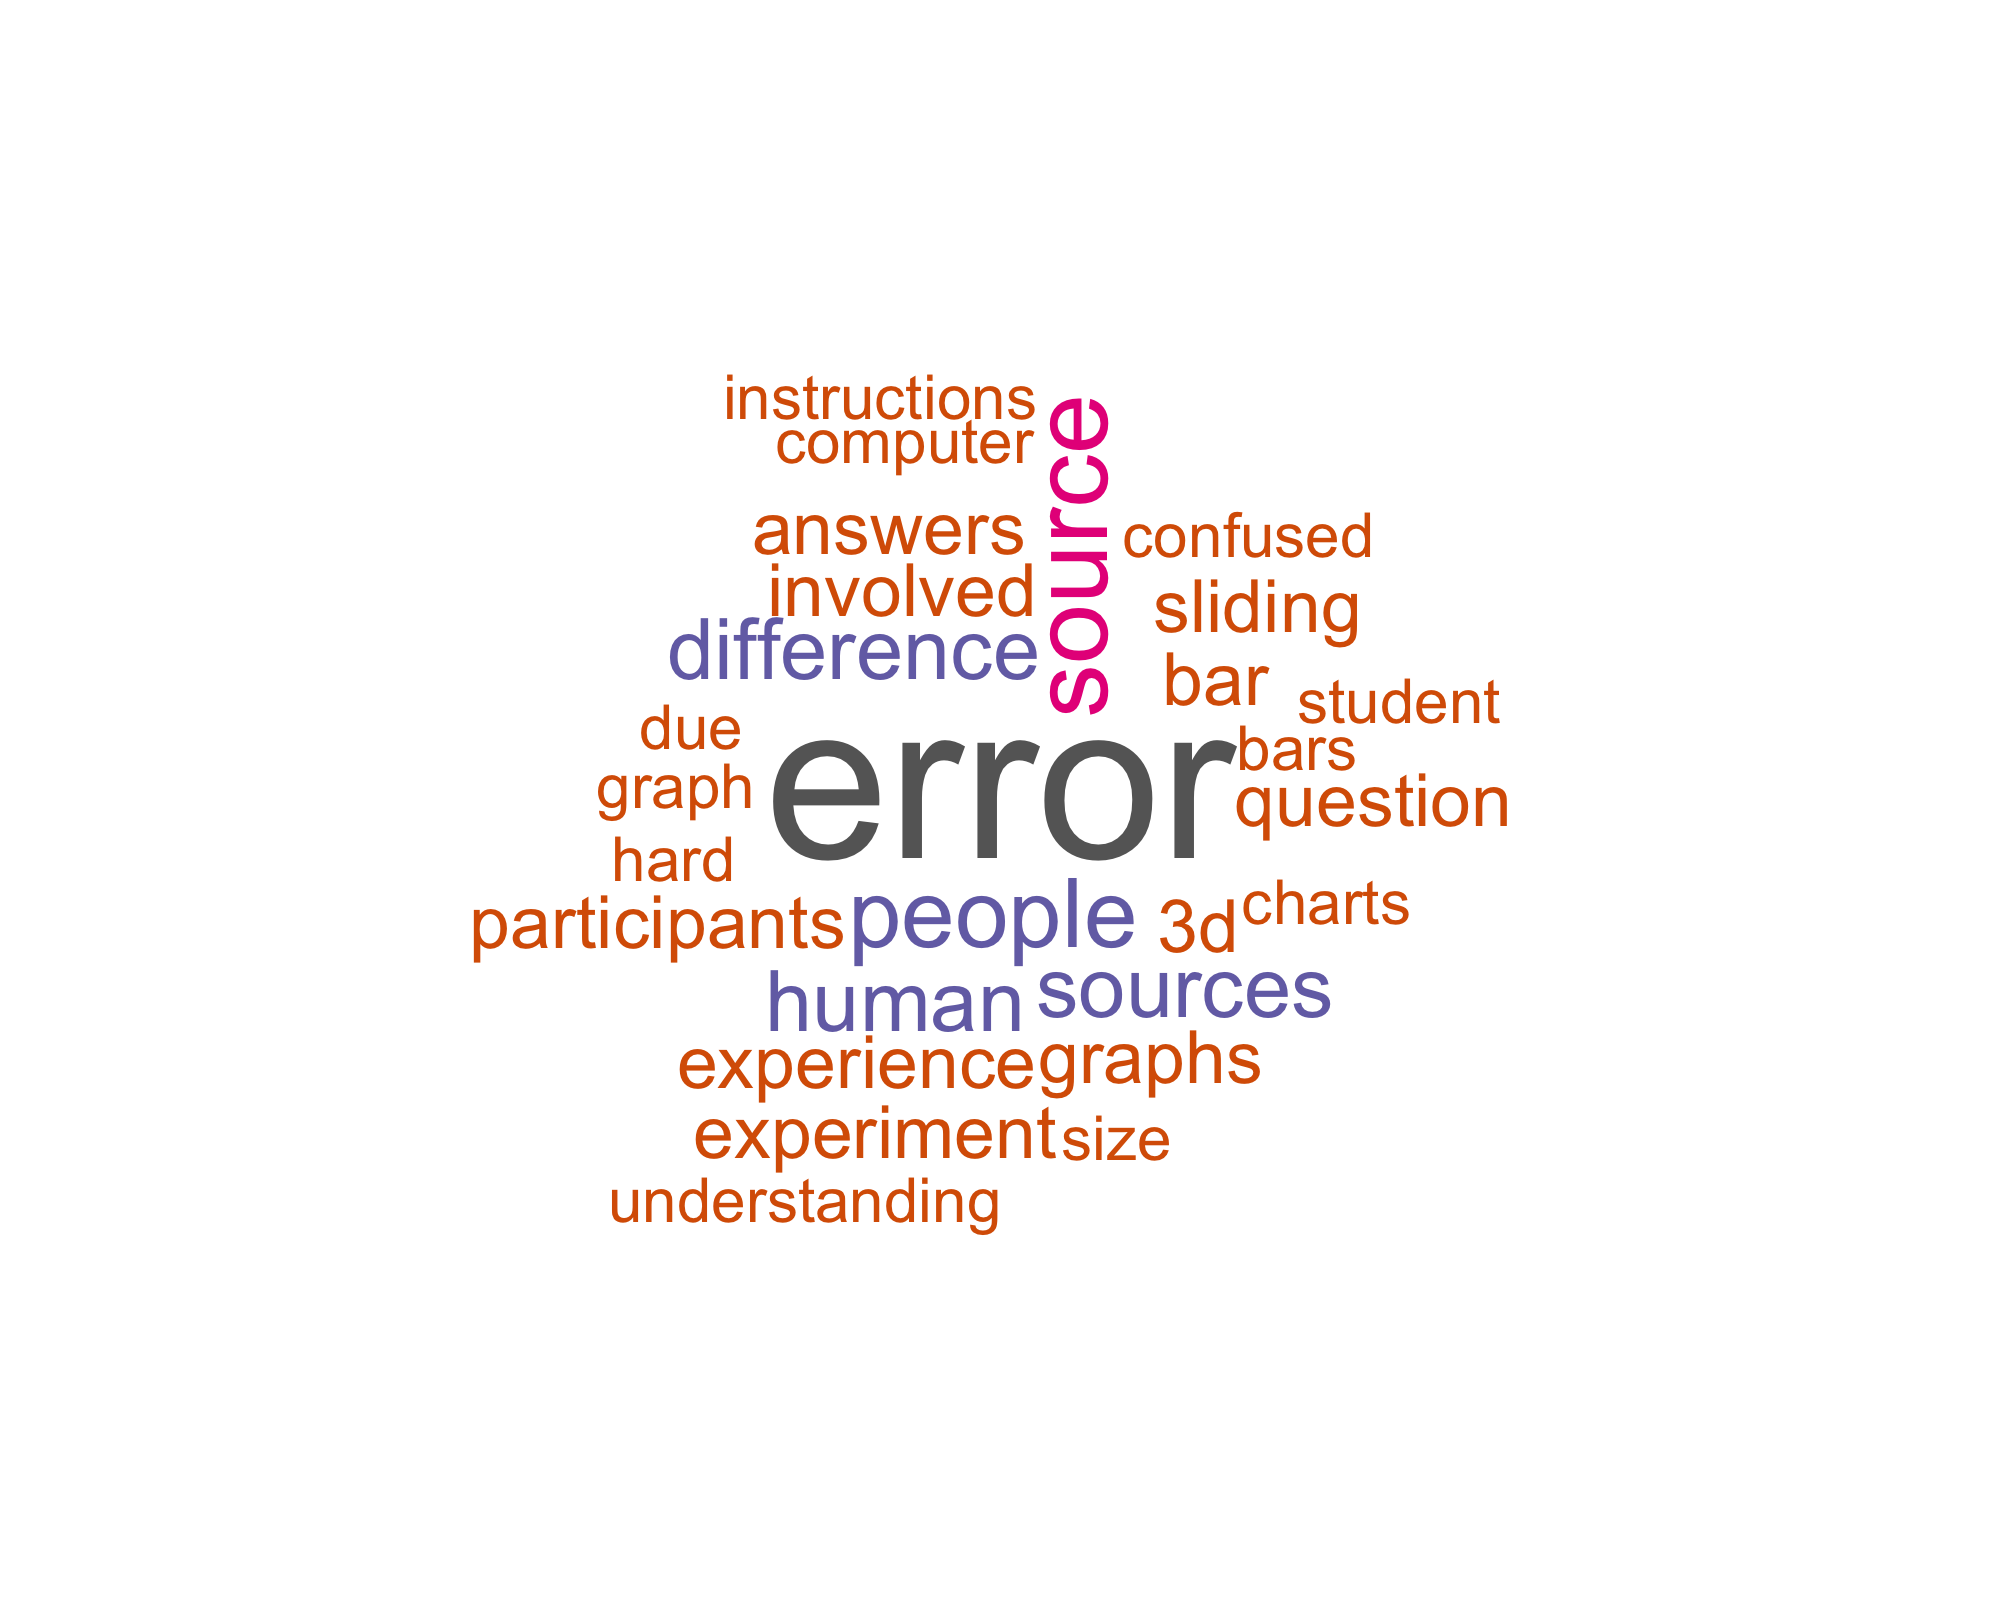 instructions
computer
source
answers
confused
involved
sliding
difference
bar
student
due
bars
error
graph
question
hard
participants
people
3d
charts
human
sources
experience
graphs
experiment
size
understanding